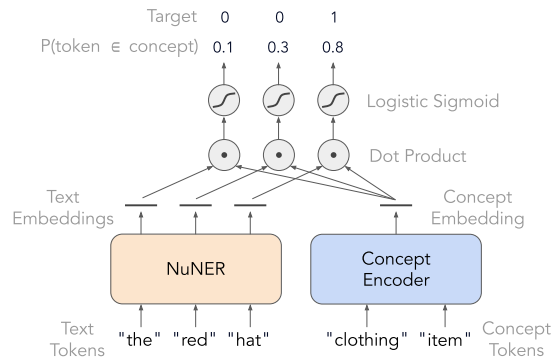 Target 0 0 1
P(token ∈ concept) 0.1 0.3 0.8
Logistic Sigmoid
Dot Product
Text
Embeddings
Concept
Embedding
NuNER
Concept
Encoder
Text
Tokens
"the" "red" "hat"
"clothing" "item"
Concept
Tokens